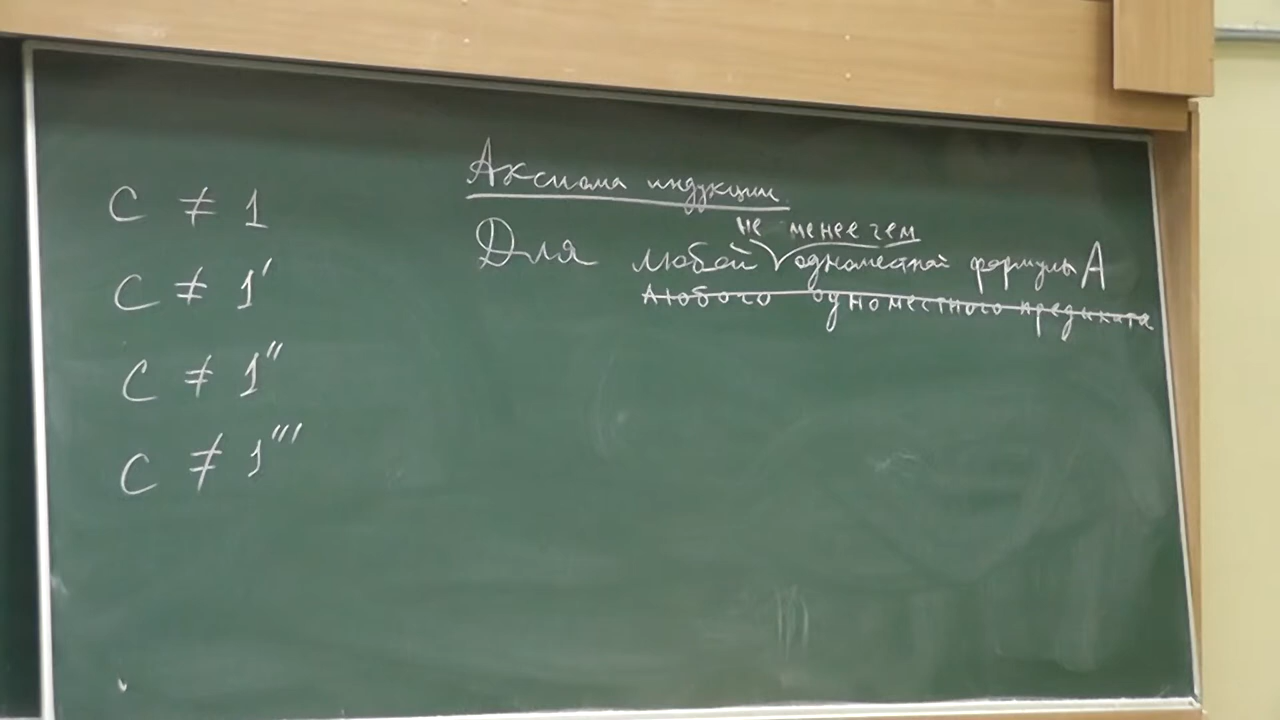 C ≠ 1
C ≠ 1′
C ≠ 1″
C ≠ 1‴
Аксиома индукции
не менее чем
Для любой одноместной формулы A
любого одноместного предиката